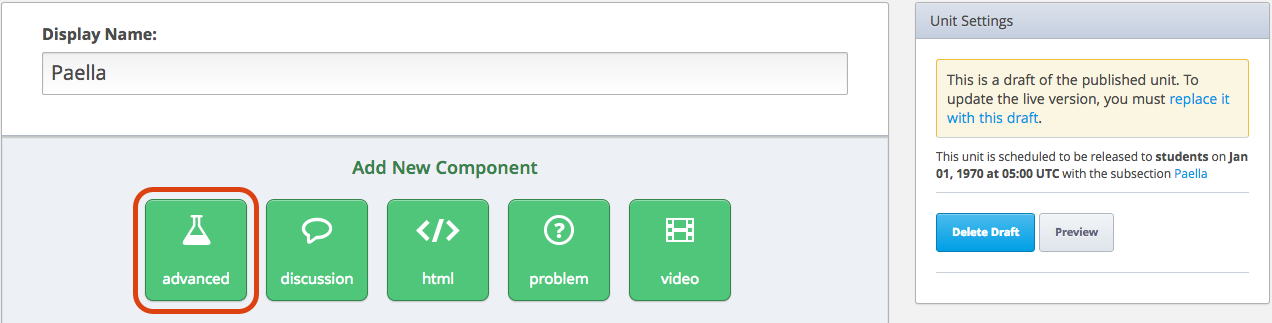 Display Name:
Paella
Add New Component
advanced
discussion
html
problem
video
Unit Settings
This is a draft of the published unit. To
update the live version, you must replace it
with this draft.
This unit is scheduled to be released to students on Jan
01, 1970 at 05:00 UTC with the subsection Paella
Delete Draft
Preview